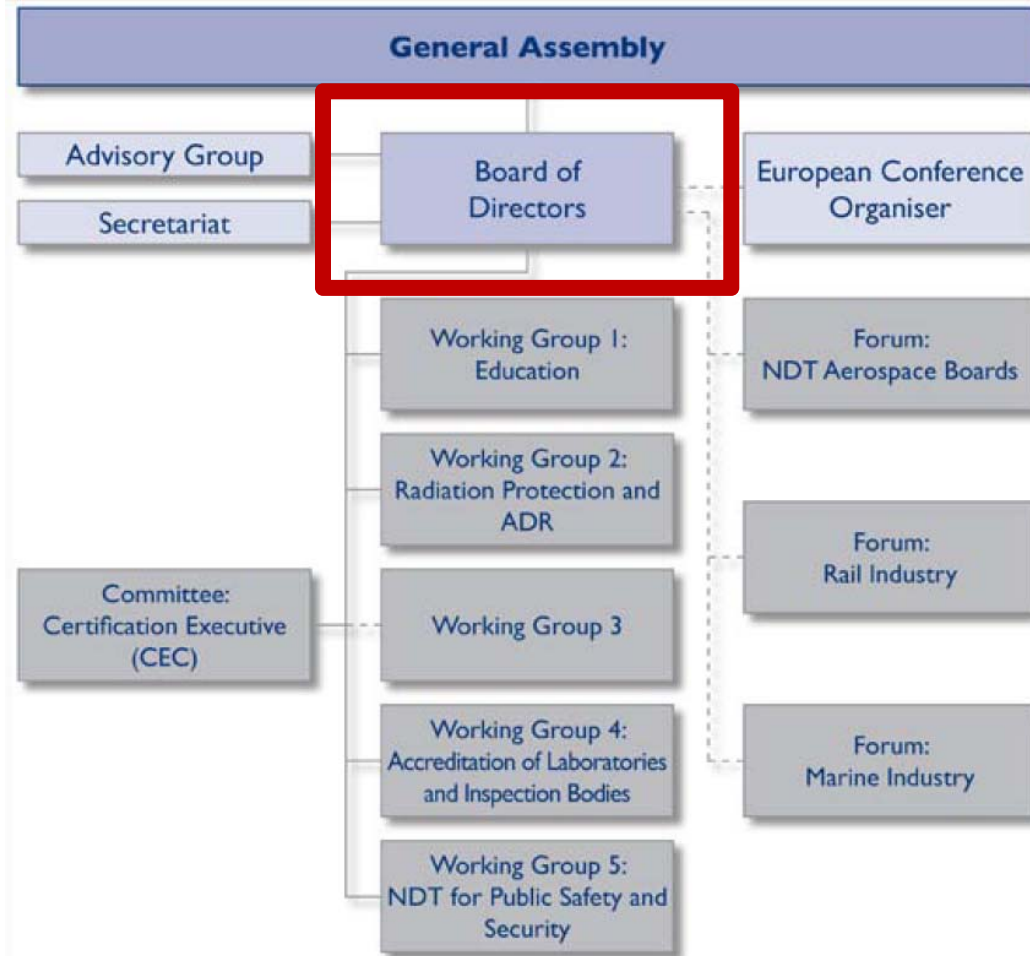 General Assembly
Advisory Group
Secretariat
Board of
Directors
European Conference
Organiser
Working Group 1:
Education
Forum:
NDT Aerospace Boards
Working Group 2:
Radiation Protection and
ADR
Forum:
Rail Industry
Committee:
Certification Executive
(CEC)
Working Group 3
Working Group 4:
Accreditation of Laboratories
and Inspection Bodies
Forum:
Marine Industry
Working Group 5:
NDT for Public Safety and
Security